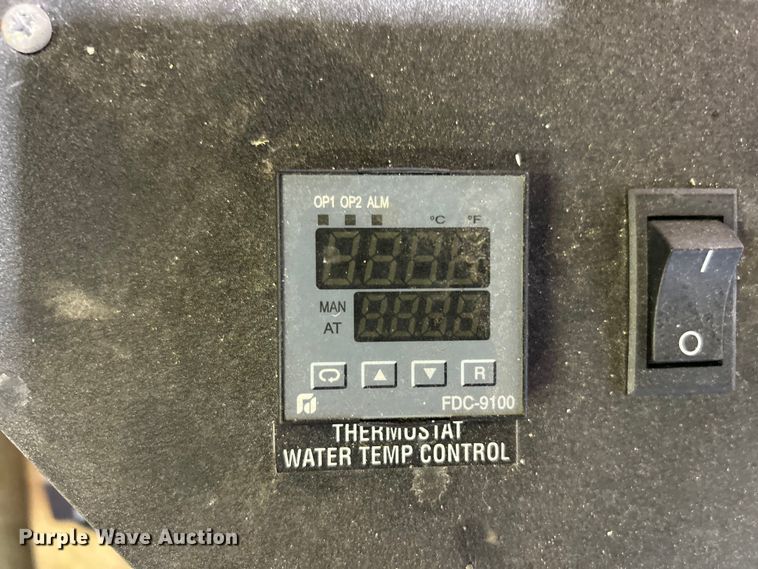 OP1 OP2 ALM
°C °F
MAN
AT
R
FDC-9100
THERMOSTAT
WATER TEMP CONTROL
I
O
Purple Wave Auction